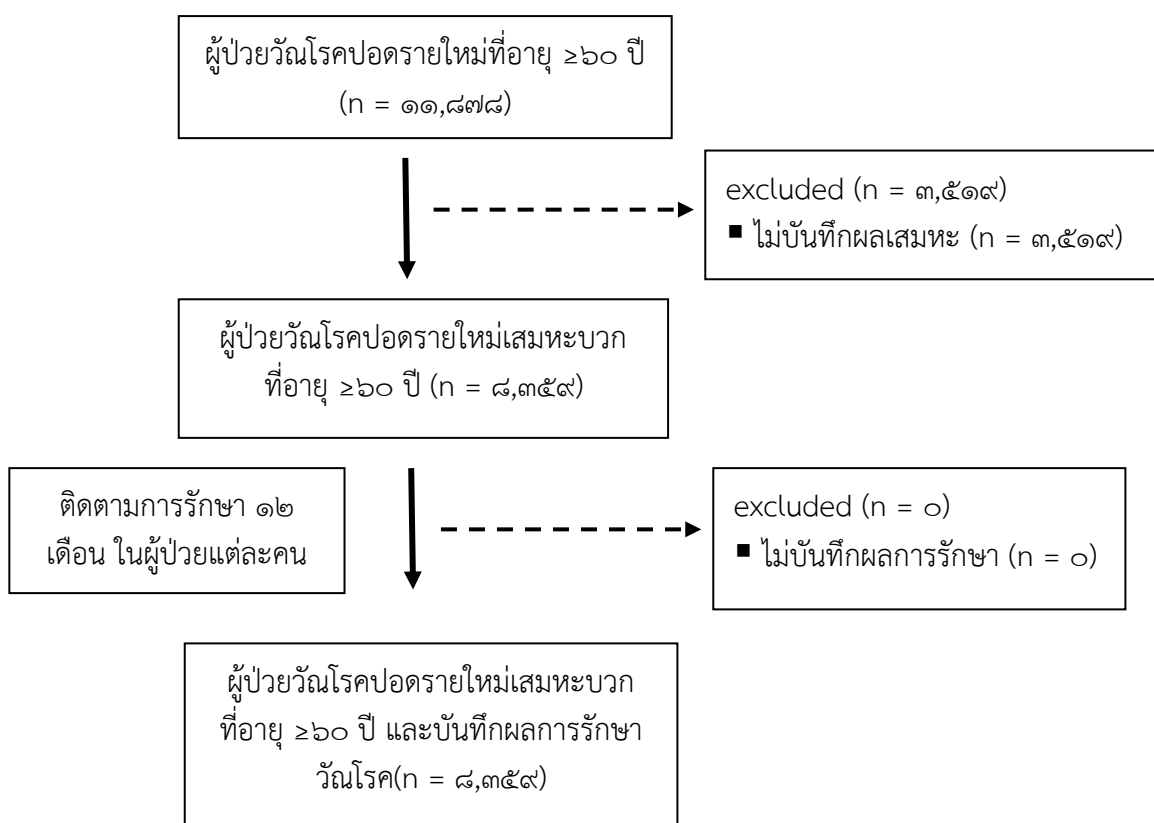 ผู้ป่วยวัณโรคปอดรายใหม่ที่อายุ ≥๖๐ ปี
(n = ๑๑,๘๗๘)
excluded (n = ๓,๕๑๙)
▪ ไม่บันทึกผลเสมหะ (n = ๓,๕๑๙)
ผู้ป่วยวัณโรคปอดรายใหม่เสมหะบวก
ที่อายุ ≥๖๐ ปี (n = ๘,๓๕๙)
ติดตามการรักษา ๑๒
เดือน ในผู้ป่วยแต่ละคน
excluded (n = ๐)
▪ ไม่บันทึกผลการรักษา (n = ๐)
ผู้ป่วยวัณโรคปอดรายใหม่เสมหะบวก
ที่อายุ ≥๖๐ ปี และบันทึกผลการรักษา
วัณโรค(n = ๘,๓๕๙)